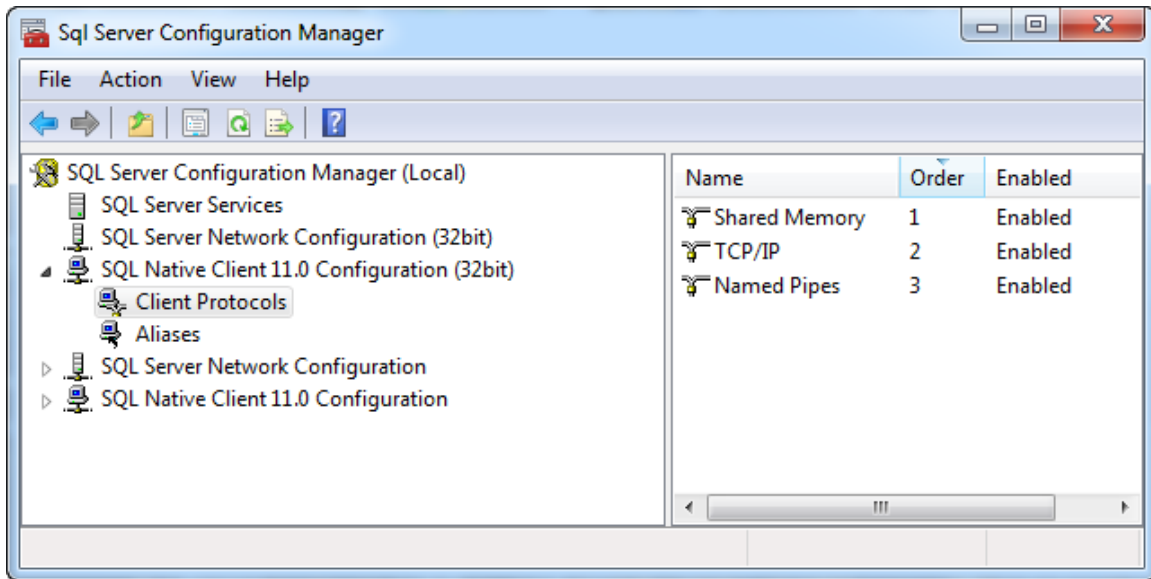 Sql Server Configuration Manager
File Action View Help
SQL Server Configuration Manager (Local)
SQL Server Services
SQL Server Network Configuration (32bit)
SQL Native Client 11.0 Configuration (32bit)
Client Protocols
Aliases
SQL Server Network Configuration
SQL Native Client 11.0 Configuration
Name Order Enabled
Shared Memory 1 Enabled
TCP/IP 2 Enabled
Named Pipes 3 Enabled